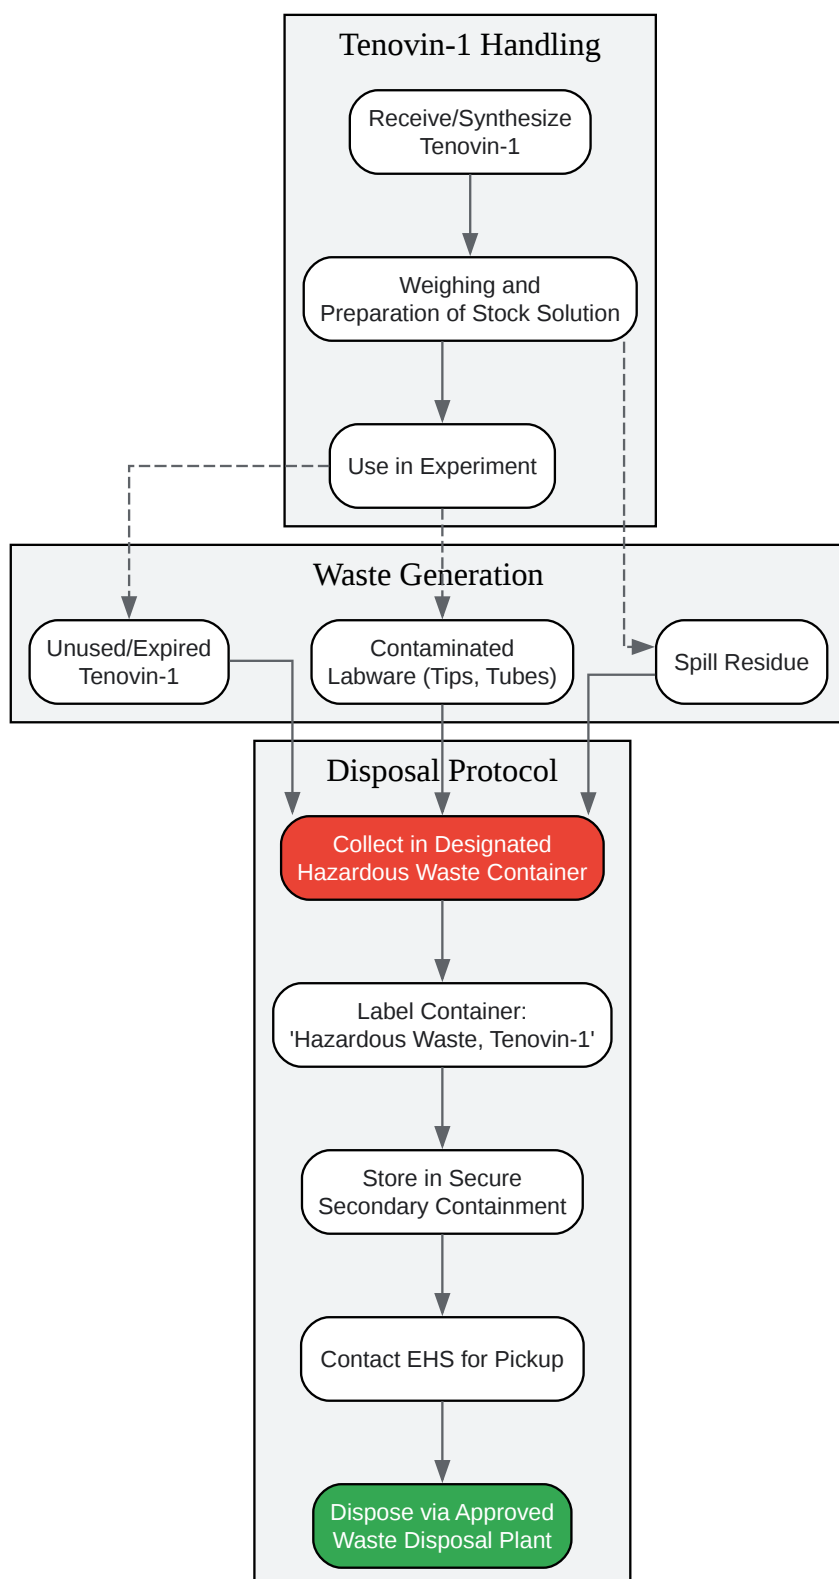 Tenovin-1 Handling
Receive/Synthesize
Tenovin-1
Weighing and
Preparation of Stock Solution
Use in Experiment
Waste Generation
Unused/Expired
Tenovin-1
Contaminated
Labware (Tips, Tubes)
Spill Residue
Disposal Protocol
Collect in Designated
Hazardous Waste Container
Label Container:
'Hazardous Waste, Tenovin-1'
Store in Secure
Secondary Containment
Contact EHS for Pickup
Dispose via Approved
Waste Disposal Plant